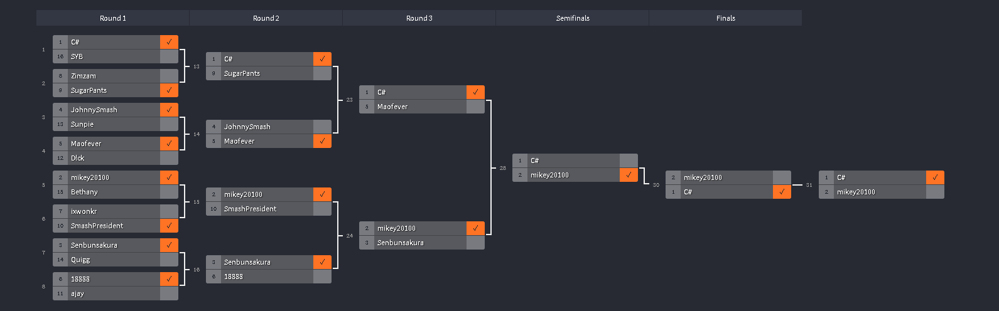 Round 1
Round 2
Round 3
Semifinals
Finals
1
1 C# ✓
16 SYB
2
8 Zimzam
9 SugarPants ✓
3
4 JohnnySmash ✓
13 Sunpie
4
5 Maofever ✓
12 D!ck
5
2 mikey20100 ✓
15 Bethany
6
7 ixwonkr
10 SmashPresident ✓
7
3 Senbunsakura ✓
14 Quigg
8
6 18888 ✓
11 ajay
13
1 C# ✓
9 SugarPants
14
4 JohnnySmash
5 Maofever ✓
15
2 mikey20100 ✓
10 SmashPresident
16
3 Senbunsakura ✓
6 18888
23
1 C# ✓
5 Maofever
24
2 mikey20100 ✓
3 Senbunsakura
28
1 C#
2 mikey20100 ✓
30
2 mikey20100
1 C# ✓
31
1 C# ✓
2 mikey20100